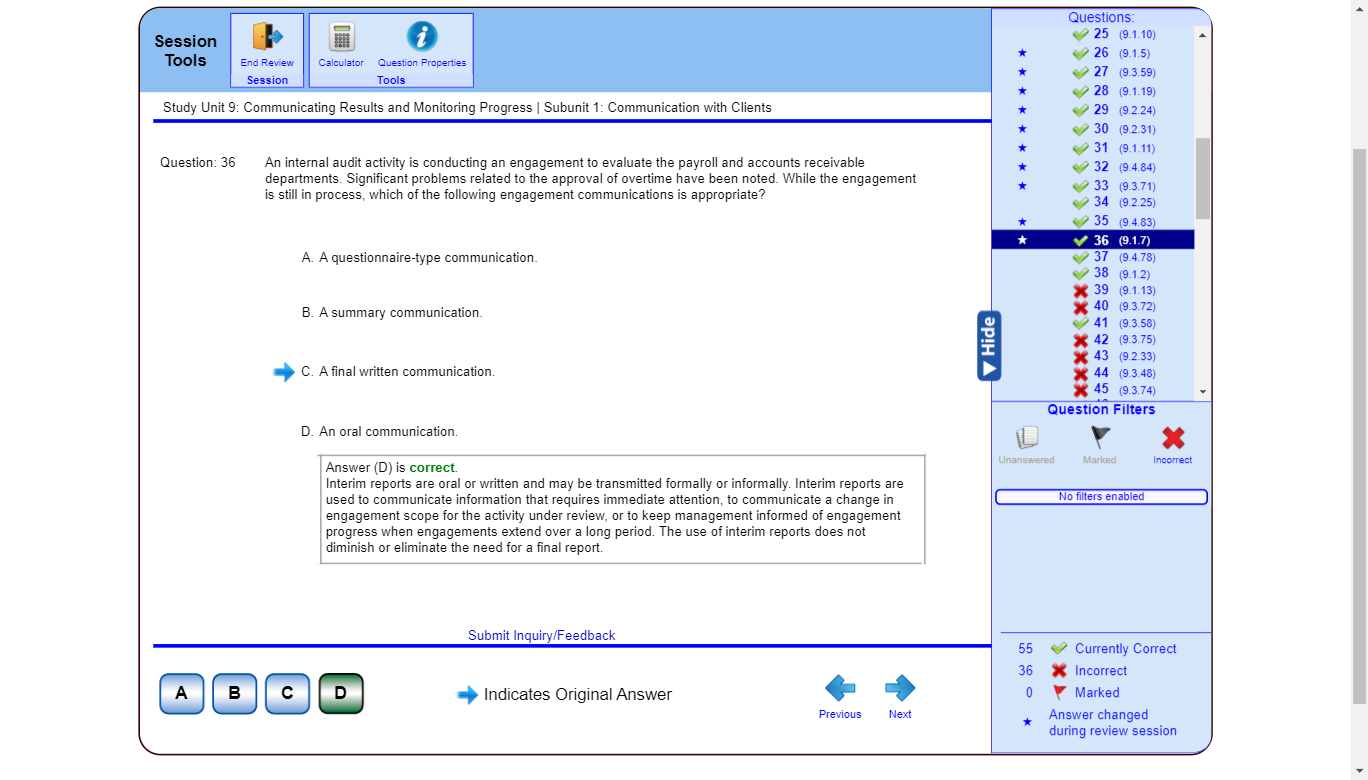 Session Tools
End Review
Session
Calculator
Question Properties
Tools
Study Unit 9: Communicating Results and Monitoring Progress | Subunit 1: Communication with Clients
Question: 36
An internal audit activity is conducting an engagement to evaluate the payroll and accounts receivable
departments. Significant problems related to the approval of overtime have been noted. While the engagement
is still in process, which of the following engagement communications is appropriate?
A. A questionnaire-type communication.
B. A summary communication.
C. A final written communication.
D. An oral communication.
Answer (D) is correct.
Interim reports are oral or written and may be transmitted formally or informally. Interim reports are
used to communicate information that requires immediate attention, to communicate a change in
engagement scope for the activity under review, or to keep management informed of engagement
progress when engagements extend over a long period. The use of interim reports does not
diminish or eliminate the need for a final report.
Submit Inquiry/Feedback
A
B
C
D
Indicates Original Answer
Previous
Next
Hide
Questions:
25 (9.1.10)
26 (9.1.5)
27 (9.3.59)
28 (9.1.19)
29 (9.2.24)
30 (9.2.31)
31 (9.1.11)
32 (9.4.84)
33 (9.3.71)
34 (9.2.25)
35 (9.4.83)
36 (9.1.7)
37 (9.4.78)
38 (9.1.2)
39 (9.1.13)
40 (9.3.72)
41 (9.3.58)
42 (9.3.75)
43 (9.2.33)
44 (9.3.48)
45 (9.3.74)
Question Filters
Unanswered
Marked
Incorrect
No filters enabled
55 Currently Correct
36 Incorrect
0 Marked
Answer changed
during review session